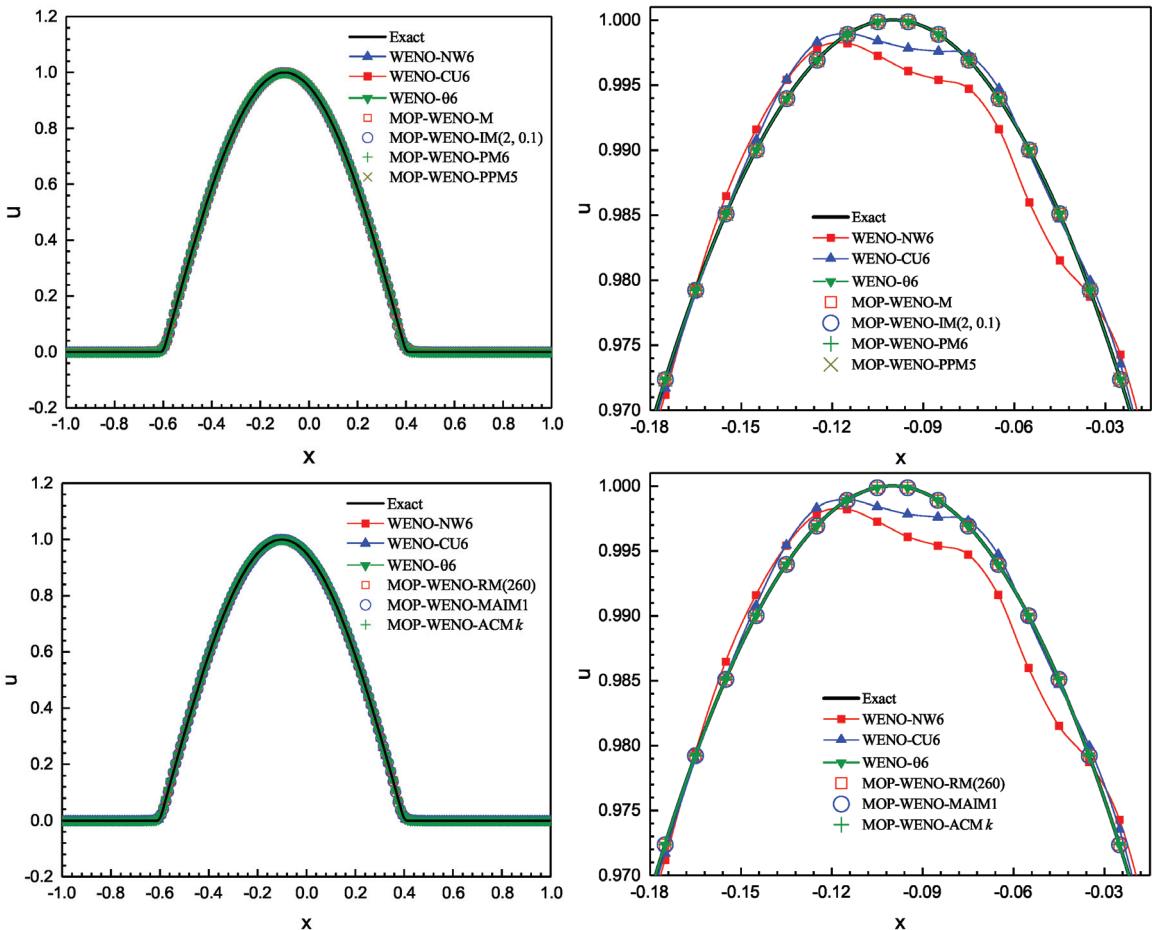 1.2
1.0
0.8
0.6
0.4
0.2
0.0
-0.2
u
-1.0 -0.8 -0.6 -0.4 -0.2 0.0 0.2 0.4 0.6 0.8 1.0
x
Exact
WENO-NW6
WENO-CU6
WENO-θ6
MOP-WENO-M
MOP-WENO-IM(2, 0.1)
MOP-WENO-PM6
MOP-WENO-PPM5
1.000
0.995
0.990
0.985
0.980
0.975
0.970
u
-0.18 -0.15 -0.12 -0.09 -0.06 -0.03
x
Exact
WENO-NW6
WENO-CU6
WENO-θ6
MOP-WENO-M
MOP-WENO-IM(2, 0.1)
MOP-WENO-PM6
MOP-WENO-PPM5
1.2
1.0
0.8
0.6
0.4
0.2
0.0
-0.2
u
-1.0 -0.8 -0.6 -0.4 -0.2 0.0 0.2 0.4 0.6 0.8 1.0
x
Exact
WENO-NW6
WENO-CU6
WENO-θ6
MOP-WENO-RM(260)
MOP-WENO-MAIM1
MOP-WENO-ACMk
1.000
0.995
0.990
0.985
0.980
0.975
0.970
u
-0.18 -0.15 -0.12 -0.09 -0.06 -0.03
x
Exact
WENO-NW6
WENO-CU6
WENO-θ6
MOP-WENO-RM(260)
MOP-WENO-MAIM1
MOP-WENO-ACMk